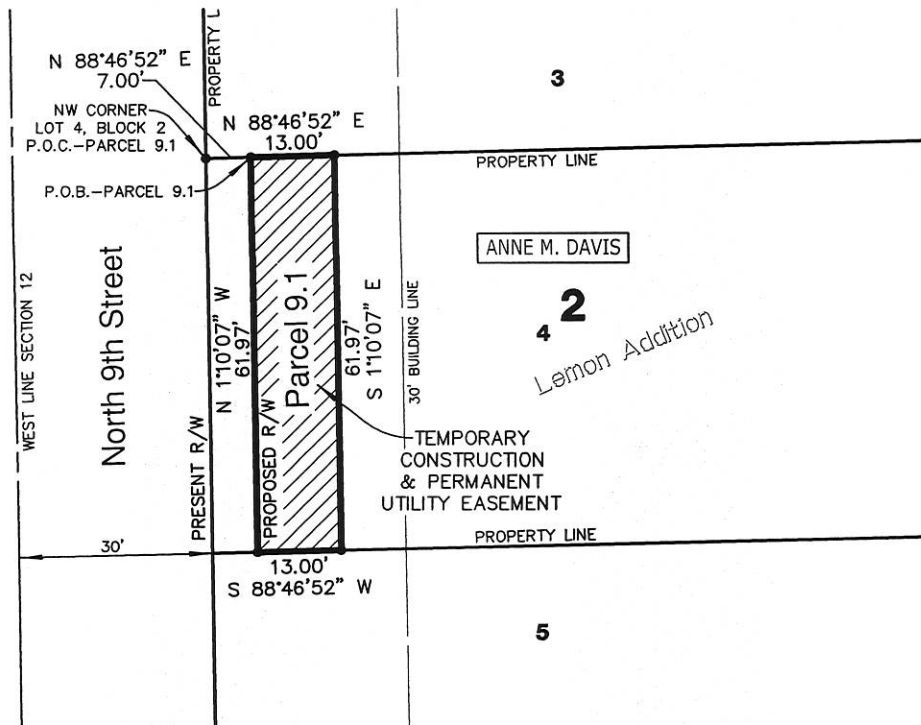 PROPERTY L
N 88°46'52" E
7.00'
3
NW CORNER
LOT 4, BLOCK 2
P.O.C.-PARCEL 9.1
N 88°46'52" E
13.00'
PROPERTY LINE
P.O.B.-PARCEL 9.1
WEST LINE SECTION 12
North 9th Street
PRESENT R/W
N 1°10'07" W
61.97'
PROPOSED R/W
Parcel 9.1
61.97'
S 1°10'07" E
30' BUILDING LINE
ANNE M. DAVIS
2
4
Lemon Addition
TEMPORARY
CONSTRUCTION
& PERMANENT
UTILITY EASEMENT
30'
PROPERTY LINE
13.00'
S 88°46'52" W
5